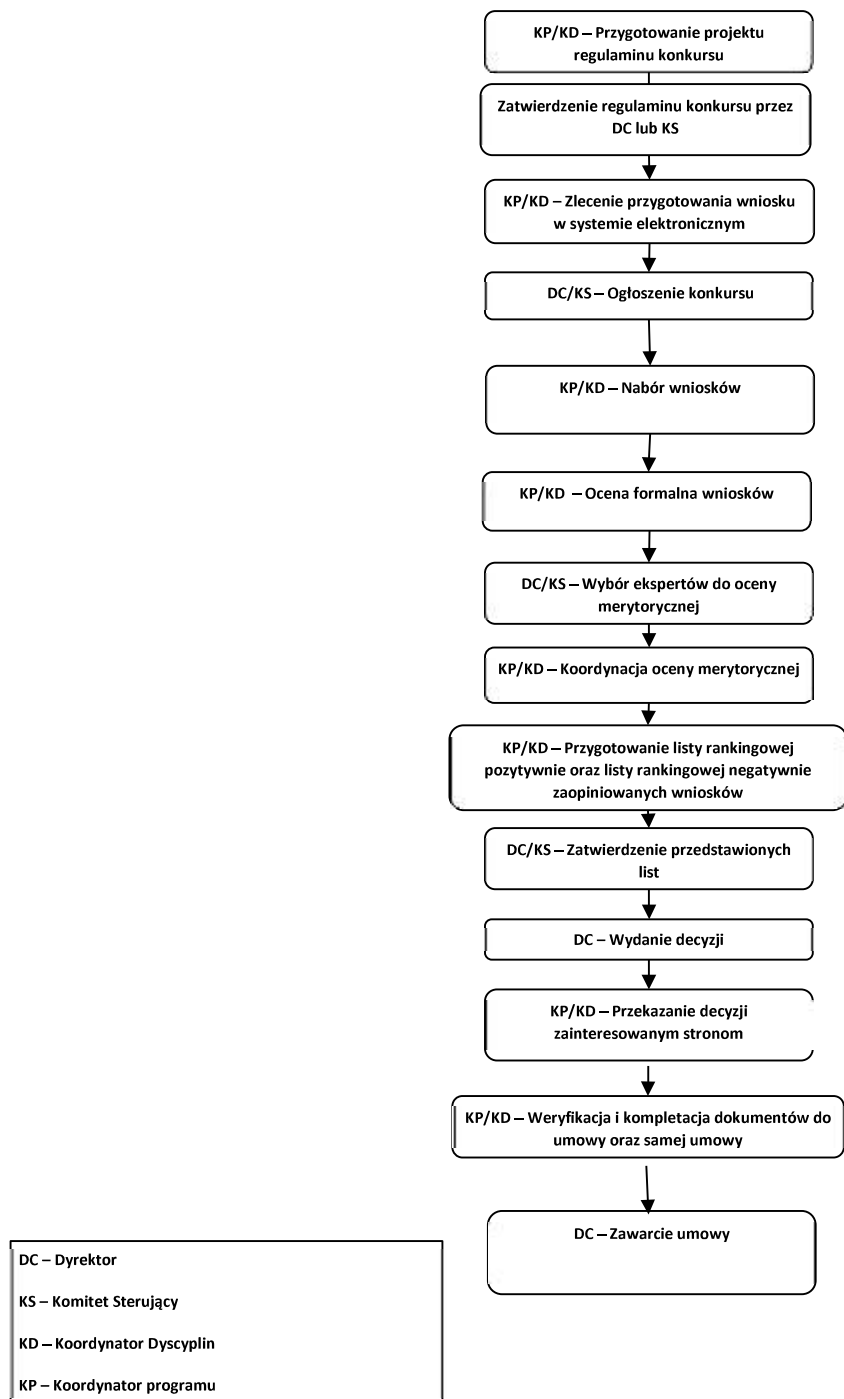 KP/KD – Przygotowanie projektu
regulaminu konkursu
Zatwierdzenie regulaminu konkursu przez
DC lub KS
KP/KD – Zlecenie przygotowania wniosku
w systemie elektronicznym
DC/KS – Ogłoszenie konkursu
KP/KD – Nabór wniosków
KP/KD – Ocena formalna wniosków
DC/KS – Wybór ekspertów do oceny
merytorycznej
KP/KD – Koordynacja oceny merytorycznej
KP/KD – Przygotowanie listy rankingowej
pozytywnie oraz listy rankingowej negatywnie
zaopiniowanych wniosków
DC/KS – Zatwierdzenie przedstawionych
list
DC – Wydanie decyzji
KP/KD – Przekazanie decyzji
zainteresowanym stronom
KP/KD – Weryfikacja i kompletacja dokumentów do
umowy oraz samej umowy
DC – Zawarcie umowy
DC – Dyrektor
KS – Komitet Sterujący
KD – Koordynator Dyscyplin
KP – Koordynator programu